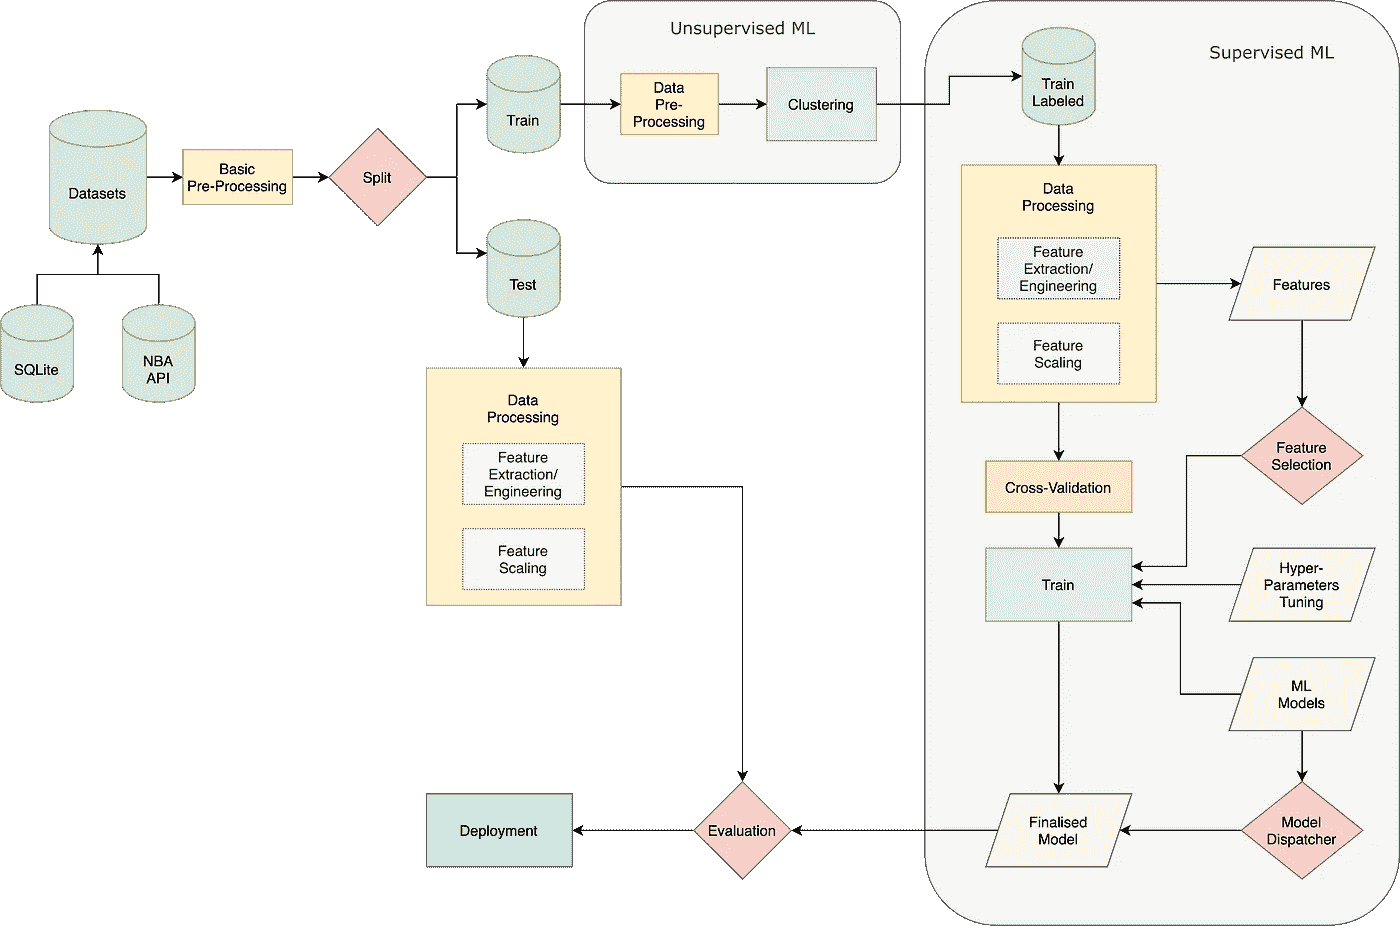 Unsupervised ML
Supervised ML
Train
Data
Pre-
Processing
Clustering
Train
Labeled
Datasets
Basic
Pre-Processing
Split
Data
Processing
Feature
Extraction/
Engineering
Feature
Scaling
Features
Test
SQLite
NBA
API
Data
Processing
Feature
Extraction/
Engineering
Feature
Scaling
Feature
Selection
Cross-Validation
Train
Hyper-
Parameters
Tuning
ML
Models
Deployment
Evaluation
Finalised
Model
Model
Dispatcher